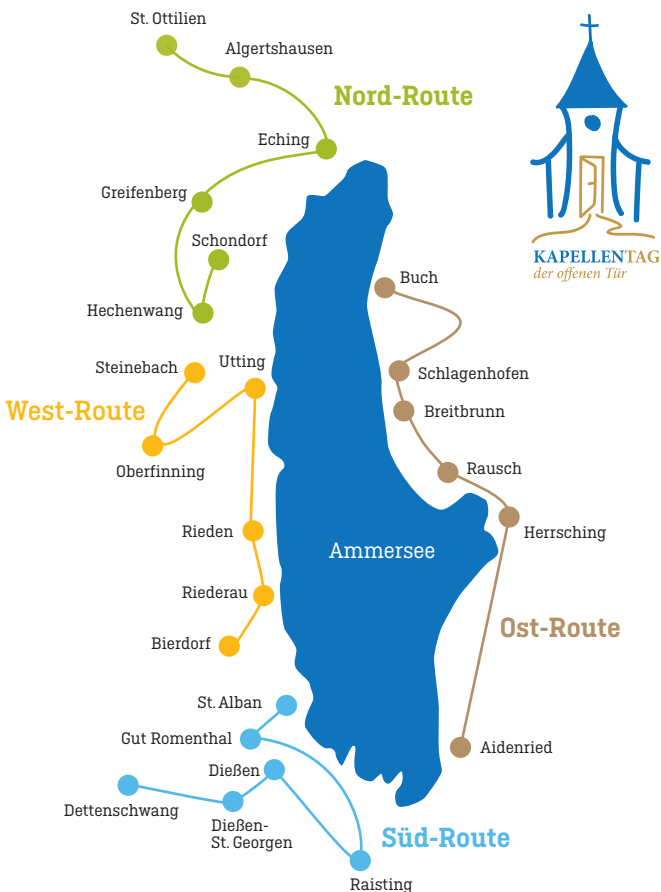 St. Ottilien
Algertshausen
Nord-Route
Eching
Greifenberg
Schondorf
Hechenwang
KAPELLENTAG
der offenen Tür
Buch
Steinebach
Utting
Schlagenhofen
West-Route
Breitbrunn
Oberfinning
Rausch
Rieden
Herrsching
Ammersee
Riederau
Ost-Route
Bierdorf
St. Alban
Gut Romenthal
Aidenried
Dießen
Dettenschwang
Dießen-
St. Georgen
Süd-Route
Raisting